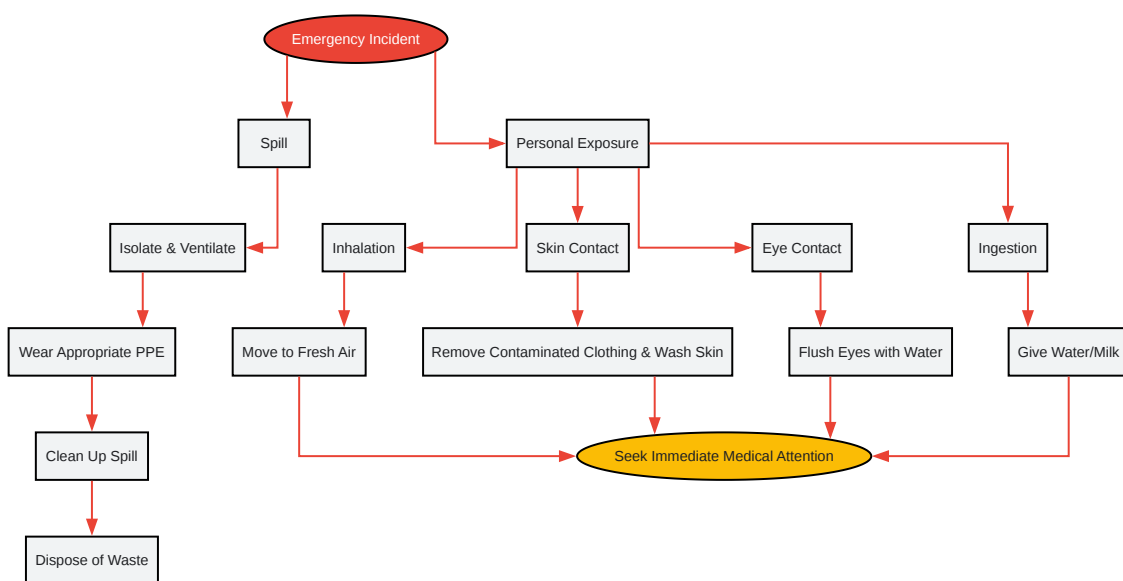 Emergency Incident
Spill
Personal Exposure
Isolate & Ventilate
Inhalation
Skin Contact
Eye Contact
Ingestion
Wear Appropriate PPE
Move to Fresh Air
Remove Contaminated Clothing & Wash Skin
Flush Eyes with Water
Give Water/Milk
Clean Up Spill
Seek Immediate Medical Attention
Dispose of Waste